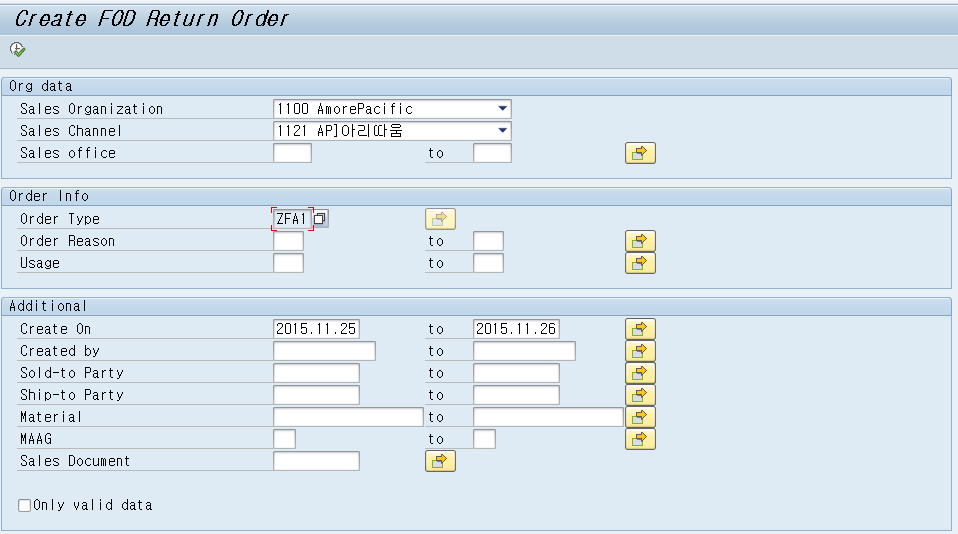 Create FOD Return Order
Org data
Sales Organization 1100 AmorePacific
Sales Channel 1121 AP]아리따움
Sales office to
Order Info
Order Type ZFA1
Order Reason to
Usage to
Additional
Create On 2015.11.25 to 2015.11.26
Created by to
Sold-to Party to
Ship-to Party to
Material to
MAAG to
Sales Document
Only valid data